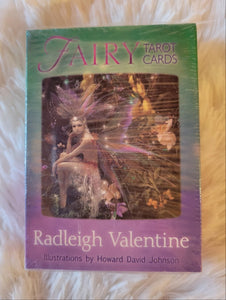 FAIRY
TAROT
CARDS
Radleigh Valentine
Illustrations by Howard David Johnson